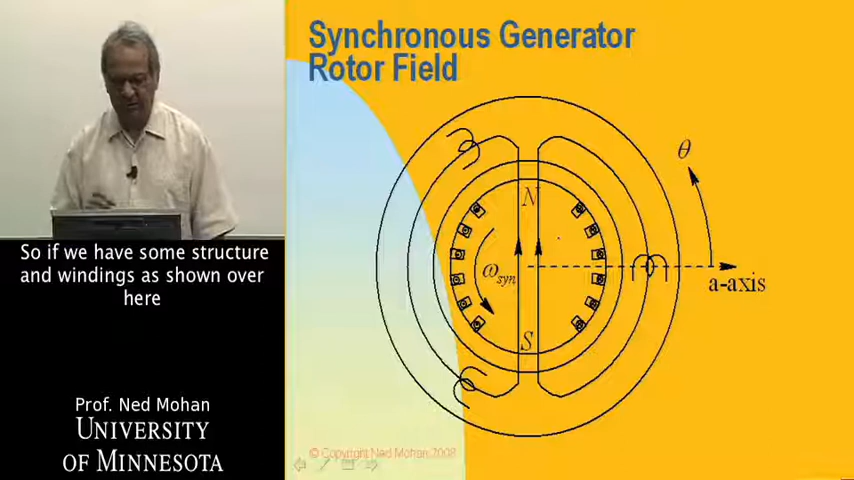 Synchronous Generator
Rotor Field
θ
N
ωsyn
a-axis
S
So if we have some structure
and windings as shown over
here
Prof. Ned Mohan
UNIVERSITY
OF MINNESOTA
© Copyright Ned Mohan 2008